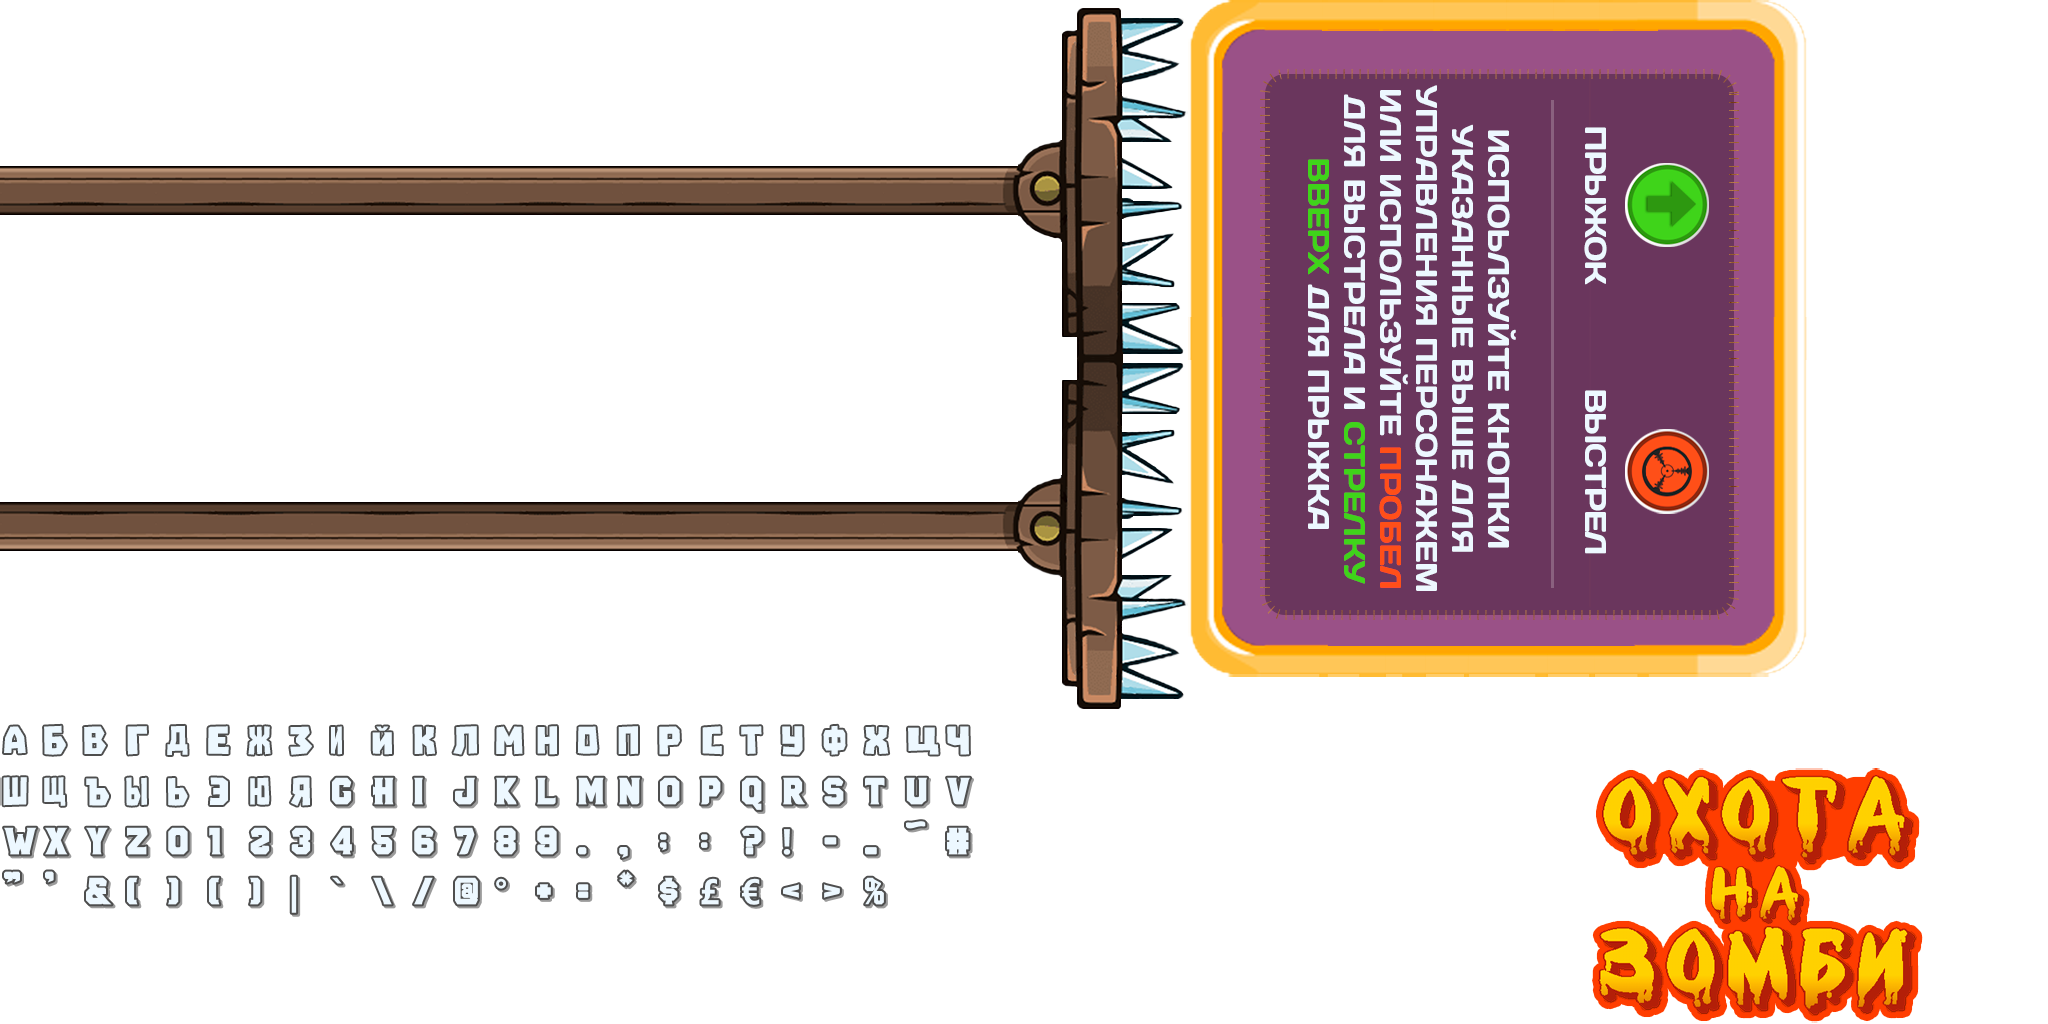 ПРЫЖОК
ВЫСТРЕЛ
ИСПОЬЛЗУЙТЕ КНОПКИ
УКАЗАННЫЕ ВЫШЕ ДЛЯ
УПРАВЛЕНИЯ ПЕРСОНАЖЕМ
ИЛИ ИСПОЛЬЗУЙТЕ ПРОБЕЛ
ДЛЯ ВЫСТРЕЛА И СТРЕЛКУ
ВВЕРХ ДЛЯ ПРЫЖКА
А Б В Г Д Е Ж З И Й К Л М Н О П Р С Т У Ф Х Ц Ч
Ш Щ Ъ Ы Ь Э Ю Я G H I J K L M N O P Q R S T U V
W X Y Z 0 1 2 3 4 5 6 7 8 9 . , ; : ? ! - _ ¯ #
" ' & ( ) ( ) | ` \ / @ ° + = * $ £ € < > %
ОХОТА
НА
ЗОМБИ